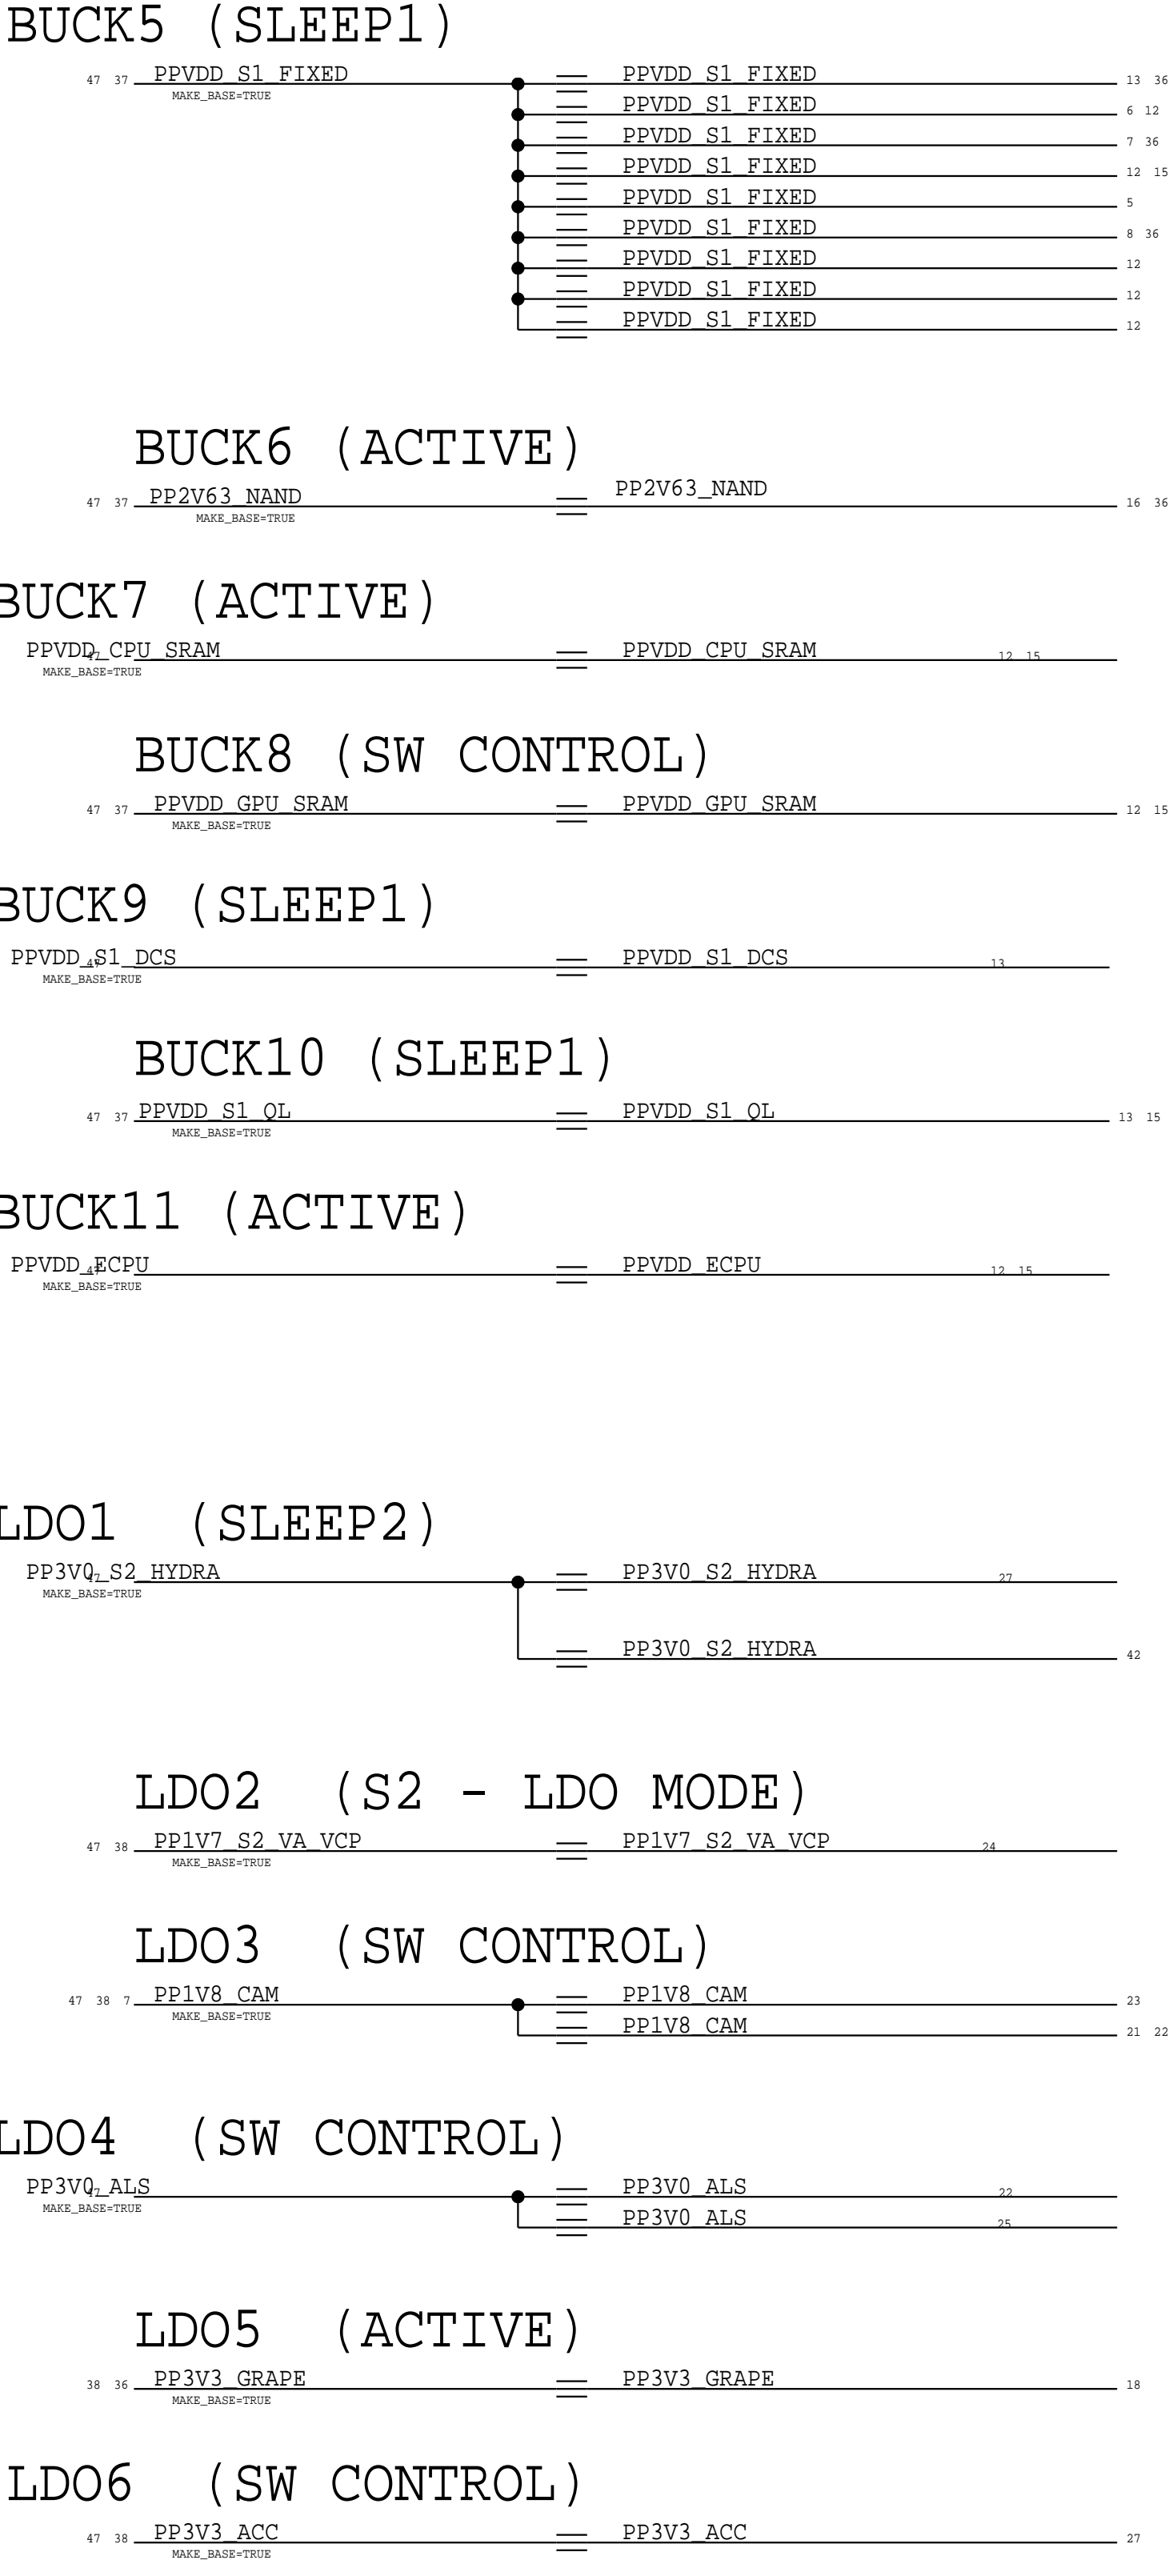 BUCK5 (SLEEP1)
47 37 PPVDD_S1_FIXED PPVDD_S1_FIXED 13 36
MAKE_BASE=TRUE
PPVDD_S1_FIXED 6 12
PPVDD_S1_FIXED 7 36
PPVDD_S1_FIXED 12 15
PPVDD_S1_FIXED 5
PPVDD_S1_FIXED 8 36
PPVDD_S1_FIXED 12
PPVDD_S1_FIXED 12
PPVDD_S1_FIXED 12
BUCK6 (ACTIVE)
47 37 PP2V63_NAND PP2V63_NAND 16 36
MAKE_BASE=TRUE
BUCK7 (ACTIVE)
47 PPVDD_CPU_SRAM PPVDD_CPU_SRAM 12 15
MAKE_BASE=TRUE
BUCK8 (SW CONTROL)
47 37 PPVDD_GPU_SRAM PPVDD_GPU_SRAM 12 15
MAKE_BASE=TRUE
BUCK9 (SLEEP1)
47 PPVDD_S1_DCS PPVDD_S1_DCS 13
MAKE_BASE=TRUE
BUCK10 (SLEEP1)
47 37 PPVDD_S1_QL PPVDD_S1_QL 13 15
MAKE_BASE=TRUE
BUCK11 (ACTIVE)
47 PPVDD_ECPU PPVDD_ECPU 12 15
MAKE_BASE=TRUE
LDO1 (SLEEP2)
47 PP3V0_S2_HYDRA PP3V0_S2_HYDRA 27
MAKE_BASE=TRUE
PP3V0_S2_HYDRA 42
LDO2 (S2 - LDO MODE)
47 38 PP1V7_S2_VA_VCP PP1V7_S2_VA_VCP 24
MAKE_BASE=TRUE
LDO3 (SW CONTROL)
47 38 7 PP1V8_CAM PP1V8_CAM 23
MAKE_BASE=TRUE
PP1V8_CAM 21 22
LDO4 (SW CONTROL)
47 PP3V0_ALS PP3V0_ALS 22
MAKE_BASE=TRUE
PP3V0_ALS 25
LDO5 (ACTIVE)
38 36 PP3V3_GRAPE PP3V3_GRAPE 18
MAKE_BASE=TRUE
LDO6 (SW CONTROL)
47 38 PP3V3_ACC PP3V3_ACC 27
MAKE_BASE=TRUE